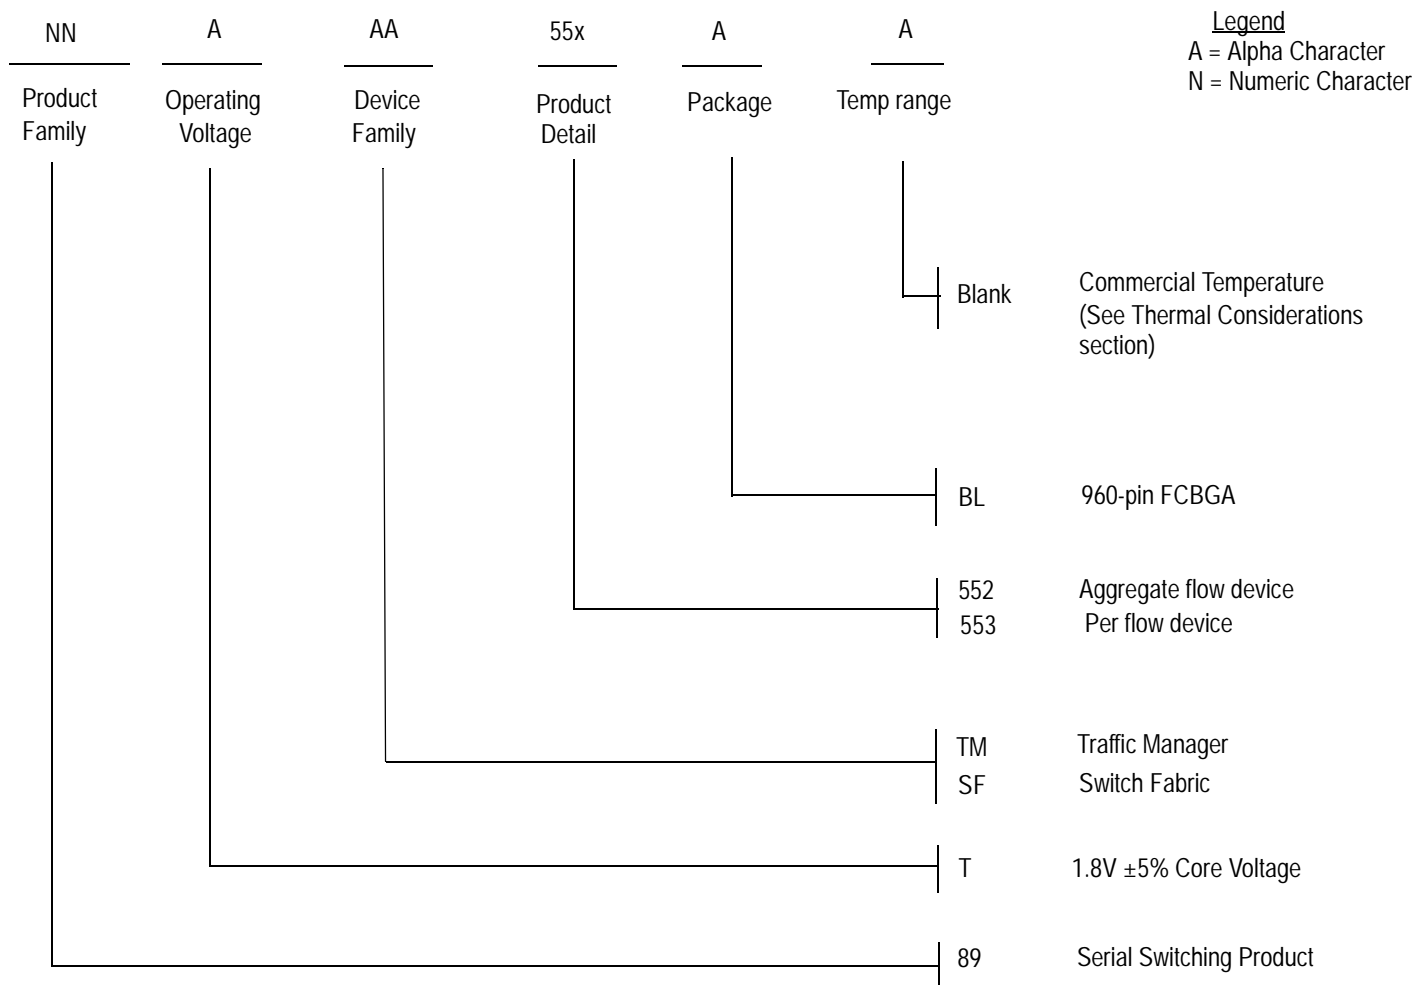 NN A AA 55x A A
Legend
A = Alpha Character
N = Numeric Character
Product Family
Operating Voltage
Device Family
Product Detail
Package
Temp range
Blank Commercial Temperature
(See Thermal Considerations
section)
BL 960-pin FCBGA
552 Aggregate flow device
553 Per flow device
TM Traffic Manager
SF Switch Fabric
T 1.8V ±5% Core Voltage
89 Serial Switching Product